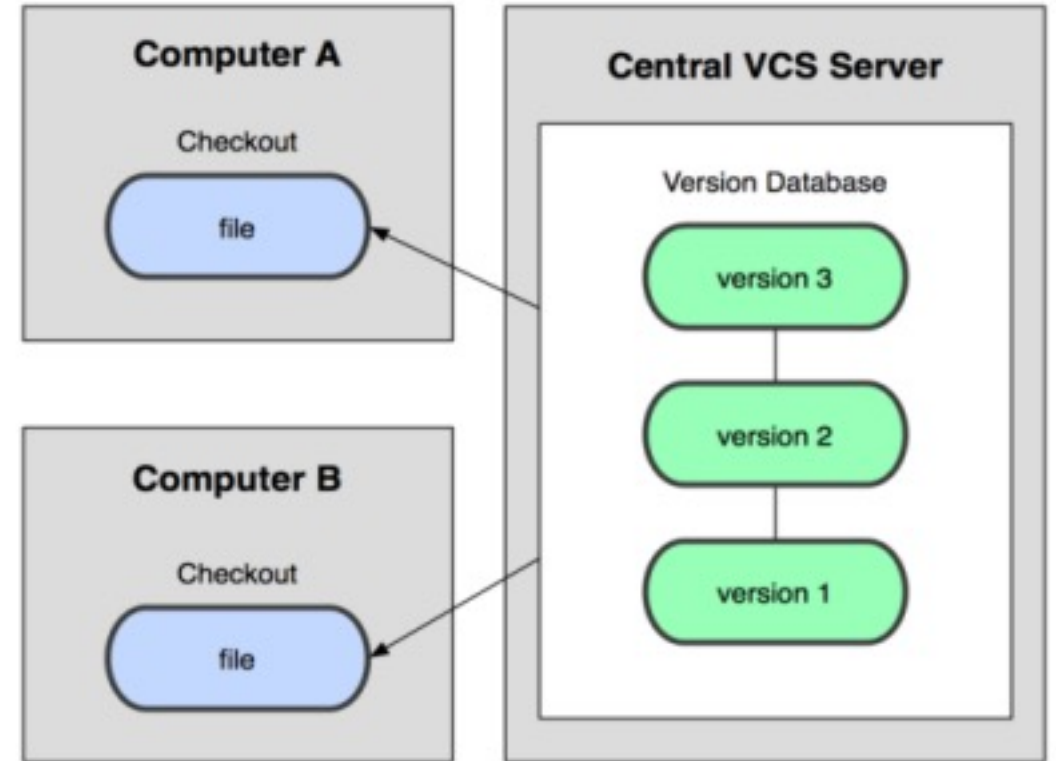 Computer A
Checkout
file
Computer B
Checkout
file
Central VCS Server
Version Database
version 3
version 2
version 1